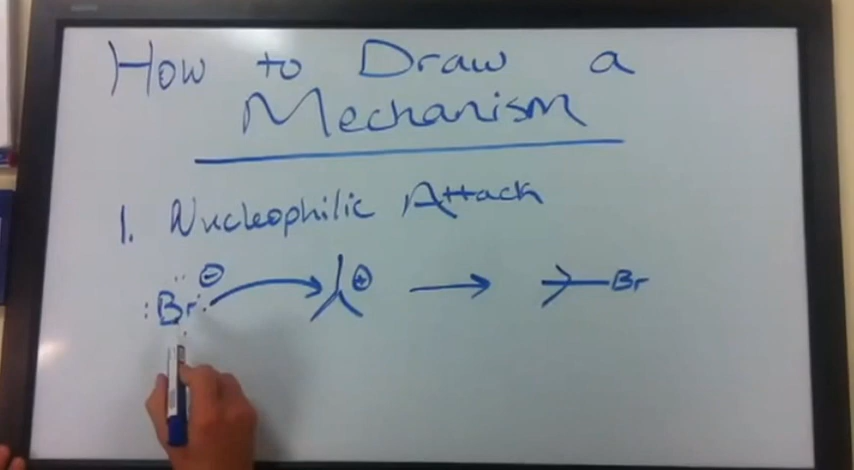 How to Draw a
Mechanism
1. Nucleophilic Attack
:Br: ⊖ ⊕ → Br